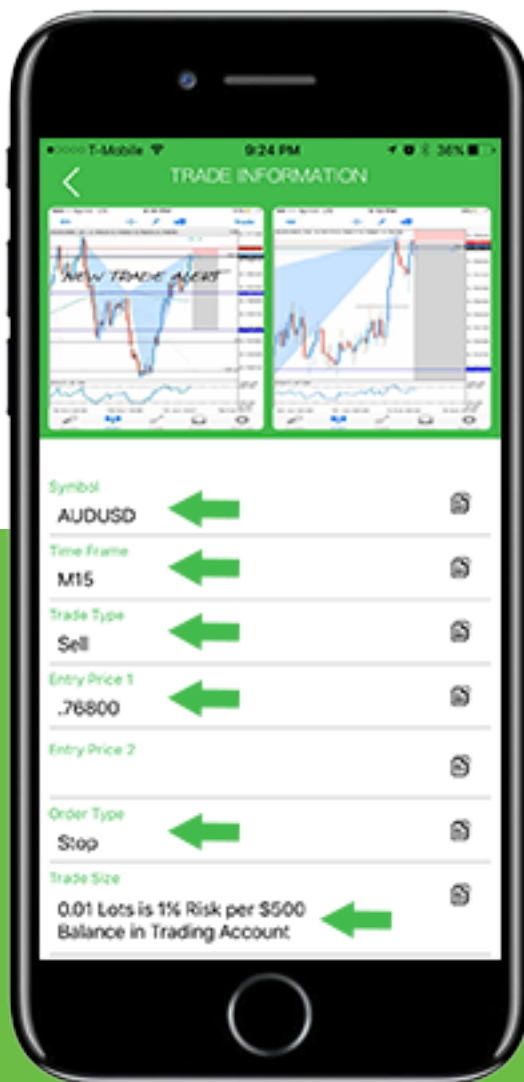 T-Mobile 9:24 PM 36%
TRADE INFORMATION
NEW TRADE ALERT
Symbol
AUDUSD
Time Frame
M15
Trade Type
Sell
Entry Price 1
.76800
Entry Price 2
Order Type
Stop
Trade Size
0.01 Lots is 1% Risk per $500
Balance in Trading Account